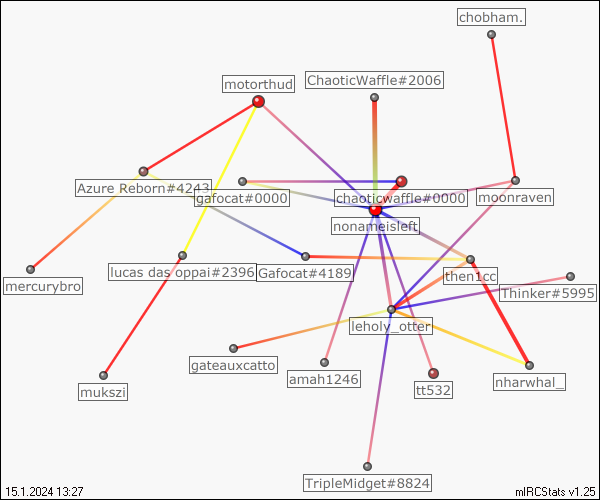 chobham.
motorthud
ChaoticWaffle#2006
Azure Reborn#4243
gafocat#0000
chaoticwaffle#0000
moonraven
nonameisleft
mercurybro
lucas das oppai#2396
Gafocat#4189
then1cc
Thinker#5995
leholy_otter
gateauxcatto
amah1246
tt532
nharwhal_
mukszi
TripleMidget#8824
15.1.2024 13:27
mIRCStats v1.25